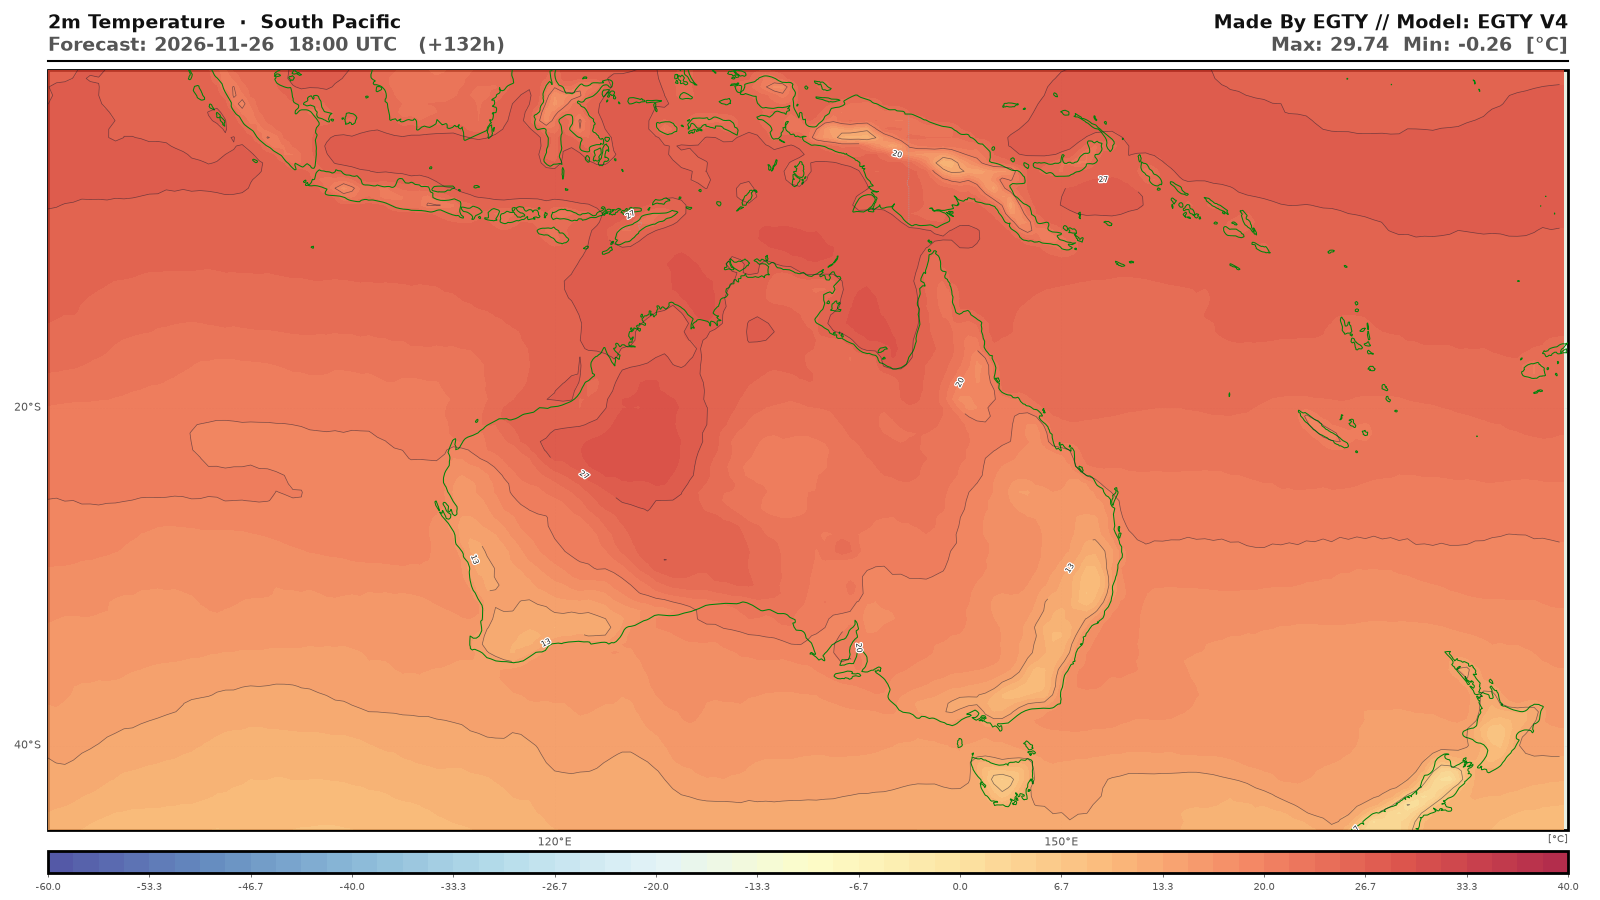 2m Temperature · South Pacific
Made By EGTY // Model: EGTY V4
Forecast: 2026-11-26 18:00 UTC (+132h)
Max: 29.74 Min: -0.26 [°C]
20
27
27
20
20°S
27
13
13
13
20
40°S
7
120°E
150°E
[°C]
-60.0 -53.3 -46.7 -40.0 -33.3 -26.7 -20.0 -13.3 -6.7 0.0 6.7 13.3 20.0 26.7 33.3 40.0